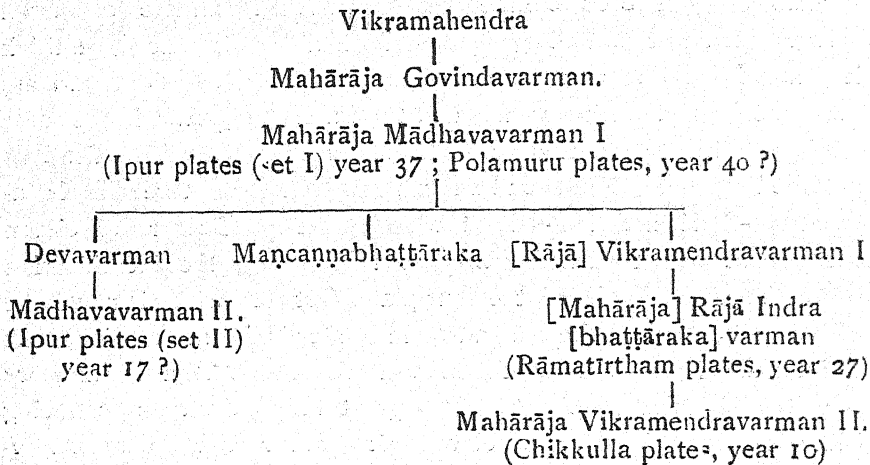 Vikramahendra
Mahārāja Govindavarman.
Mahārāja Mādhavavarman I
(Ipur plates (set I) year 37 ; Polamuru plates, year 40 ?)
Devavarman Mañcaṇṇabhaṭṭāraka [Rājā] Vikramendravarman I
Mādhavavarman II.
(Ipur plates (set II)
year 17 ?)
[Mahārāja] Rājā Indra
[bhaṭṭāraka] varman
(Rāmatīrtham plates, year 27)
Mahārāja Vikramendravarman II.
(Chikkulla plates, year 10)